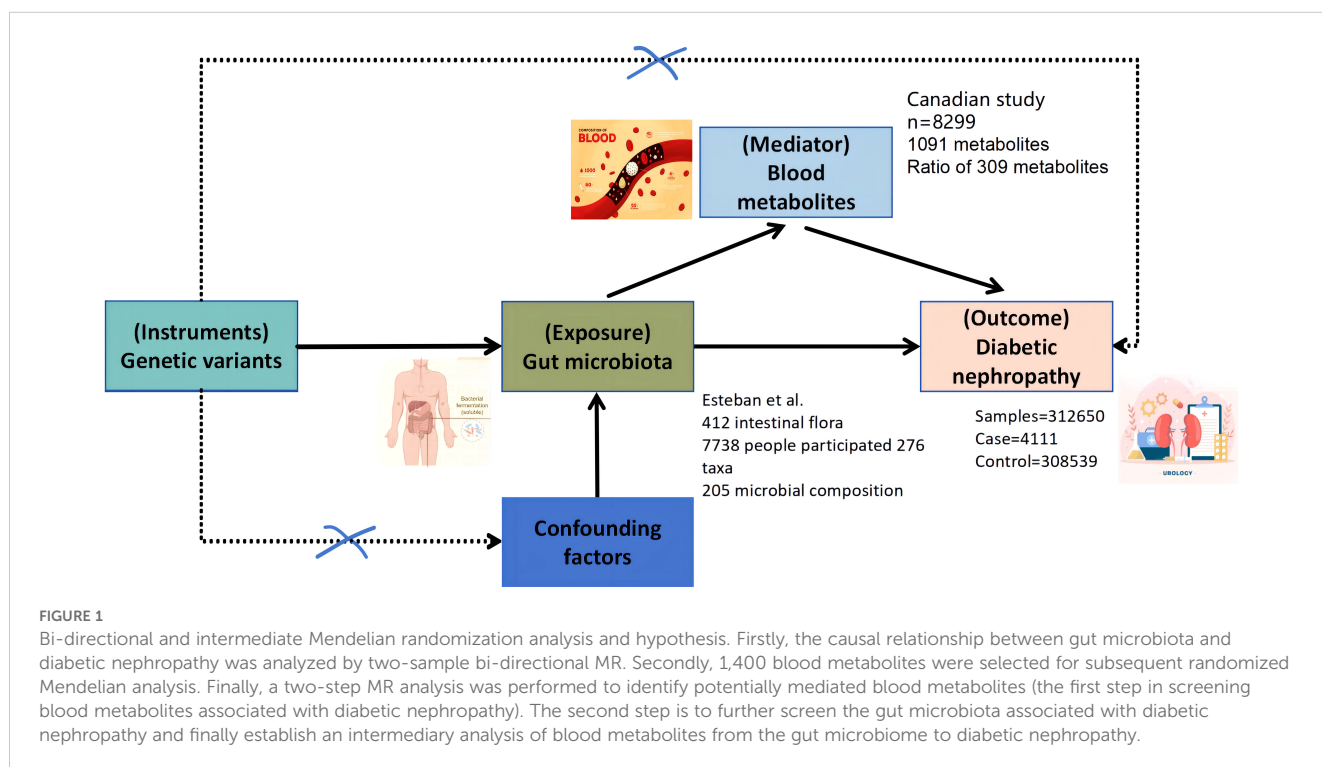 Canadian study
n=8299
1091 metabolites
Ratio of 309 metabolites
COMPOSITION OF
BLOOD
(Mediator)
Blood
metabolites
(Instruments)
Genetic variants
(Exposure)
Gut microbiota
(Outcome)
Diabetic
nephropathy
Bacterial
fermentation
(soluble)
Esteban et al.
412 intestinal flora
7738 people participated 276
taxa
205 microbial composition
Samples=312650
Case=4111
Control=308539
UROLOGY
Confounding
factors
FIGURE 1
Bi-directional and intermediate Mendelian randomization analysis and hypothesis. Firstly, the causal relationship between gut microbiota and
diabetic nephropathy was analyzed by two-sample bi-directional MR. Secondly, 1,400 blood metabolites were selected for subsequent randomized
Mendelian analysis. Finally, a two-step MR analysis was performed to identify potentially mediated blood metabolites (the first step in screening
blood metabolites associated with diabetic nephropathy). The second step is to further screen the gut microbiota associated with diabetic
nephropathy and finally establish an intermediary analysis of blood metabolites from the gut microbiome to diabetic nephropathy.